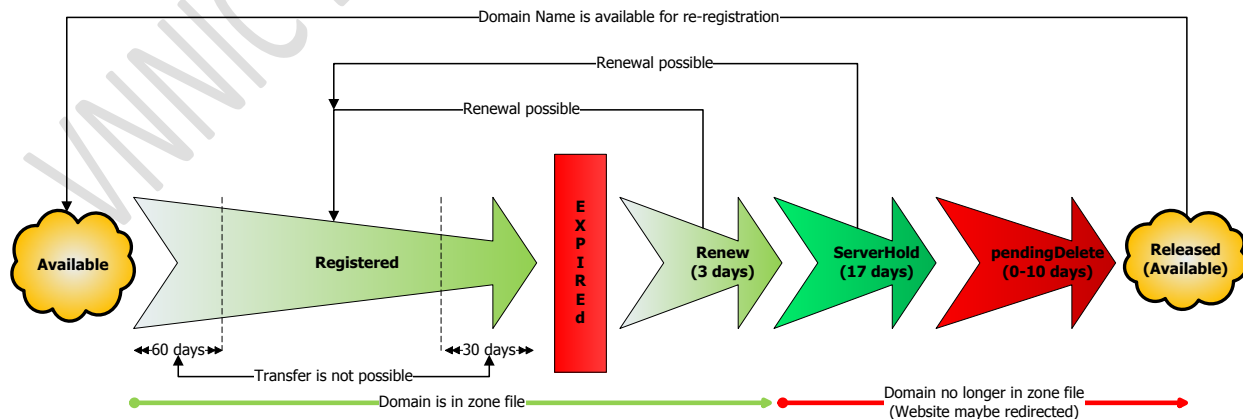 Domain Name is available for re-registration
Renewal possible
Renewal possible
VNNIC
EXPIREd
Available
Registered
Renew
(3 days)
ServerHold
(17 days)
pendingDelete
(0-10 days)
Released
(Available)
60 days
30 days
Transfer is not possible
Domain is in zone file
Domain no longer in zone file
(Website maybe redirected)